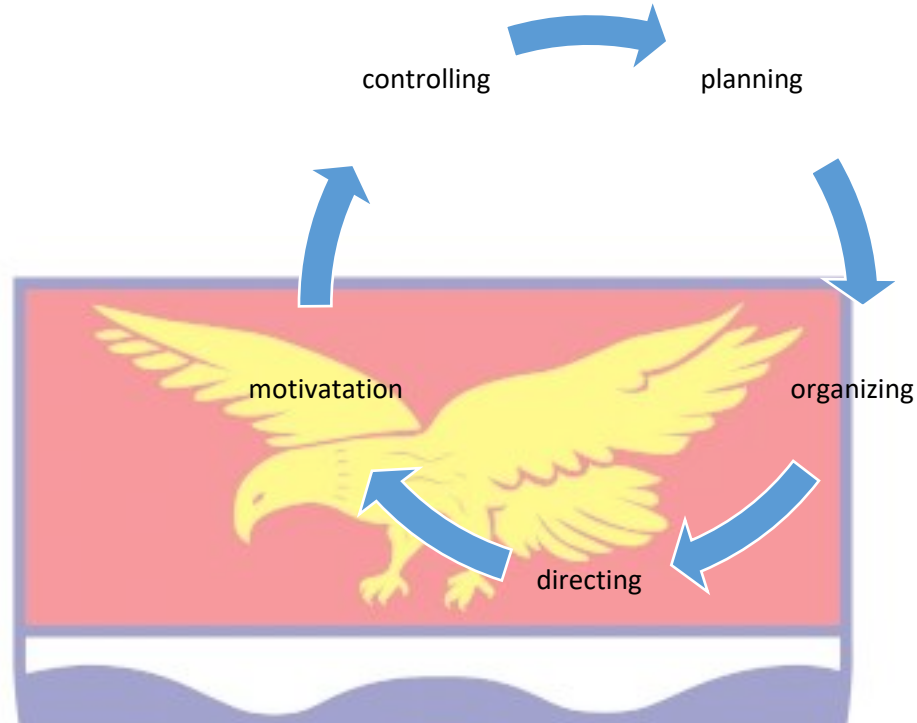 controlling
planning
motivatation
organizing
directing